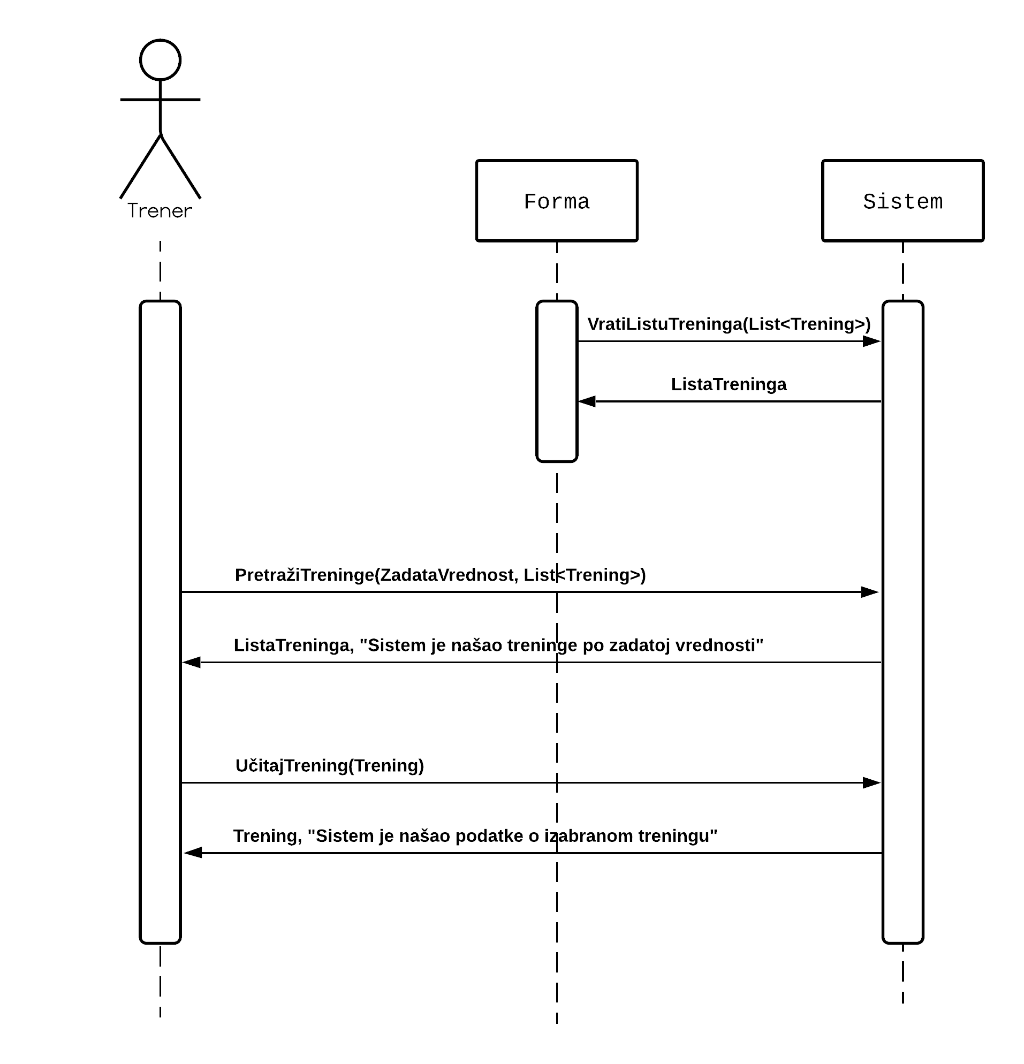 Trener
Forma
Sistem
VratiListuTreninga(List<Trening>)
ListaTreninga
PretražiTreninge(ZadataVrednost, List<Trening>)
ListaTreninga, "Sistem je našao treninge po zadatoj vrednosti"
UčitajTrening(Trening)
Trening, "Sistem je našao podatke o izabranom treningu"